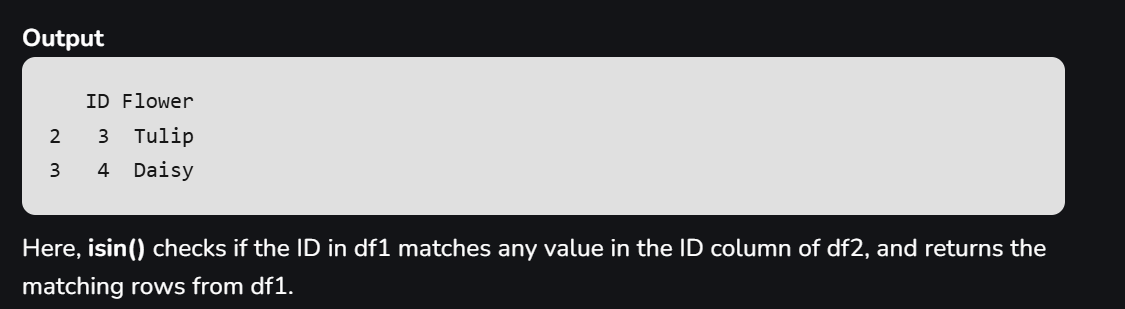 Output
ID Flower
2 3 Tulip
3 4 Daisy
Here, isin() checks if the ID in df1 matches any value in the ID column of df2, and returns the
matching rows from df1.